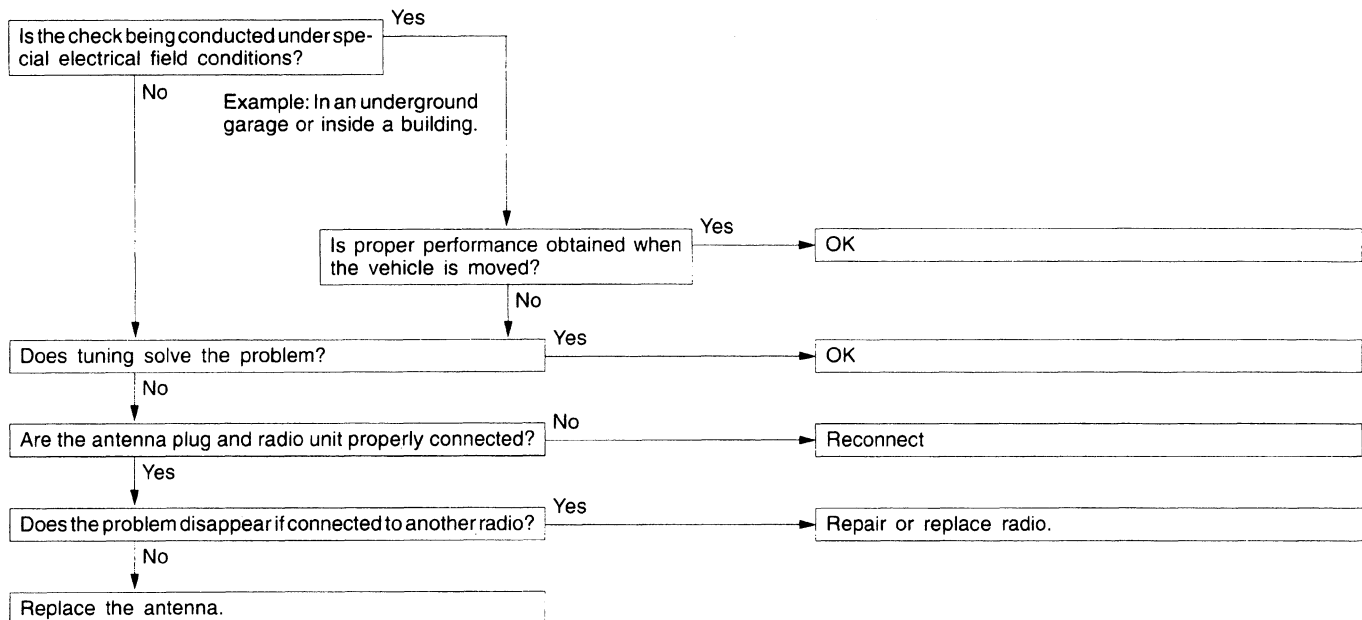 Yes
Is the check being conducted under spe-
cial electrical field conditions?
No
Example: In an underground
garage or inside a building.
Is proper performance obtained when
the vehicle is moved?
Yes
OK
No
Does tuning solve the problem?
Yes
OK
No
Are the antenna plug and radio unit properly connected?
No
Reconnect
Yes
Does the problem disappear if connected to another radio?
Yes
Repair or replace radio.
No
Replace the antenna.